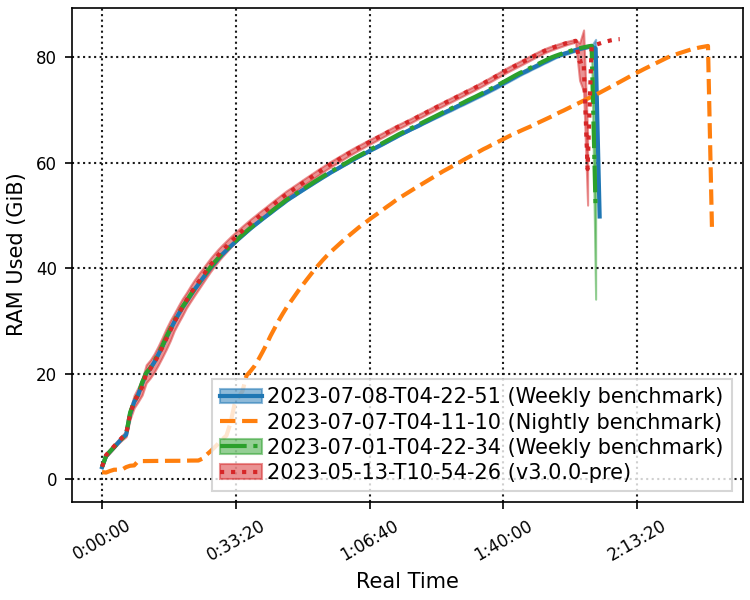 80
60
40
20
0
RAM Used (GiB)
2023-07-08-T04-22-51 (Weekly benchmark)
2023-07-07-T04-11-10 (Nightly benchmark)
2023-07-01-T04-22-34 (Weekly benchmark)
2023-05-13-T10-54-26 (v3.0.0-pre)
0:00:00
0:33:20
1:06:40
1:40:00
2:13:20
Real Time